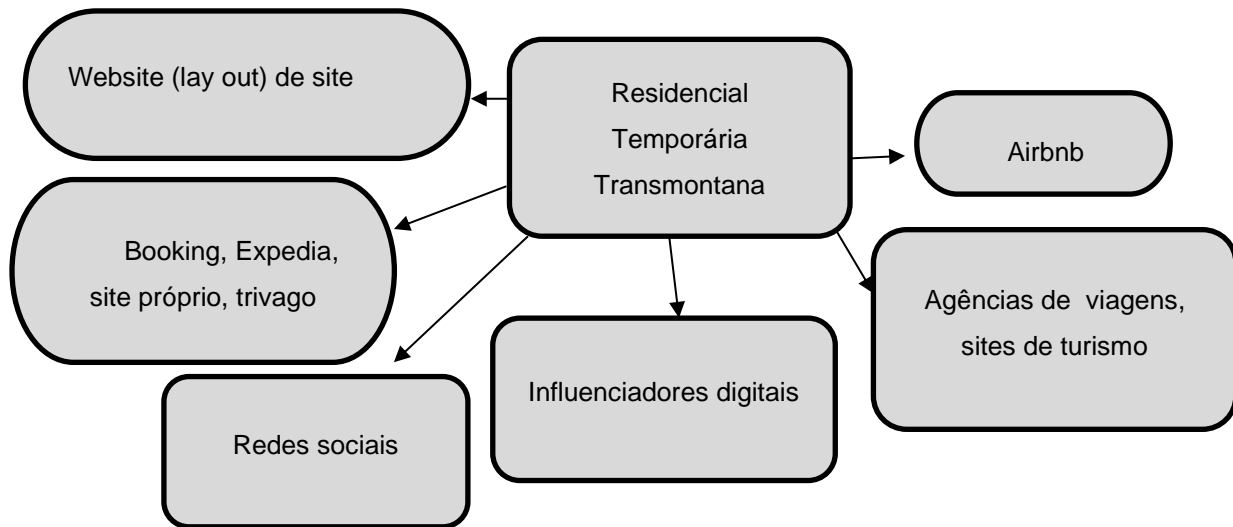 Website (lay out) de site
Residencial
Temporária
Transmontana
Airbnb
Booking, Expedia,
site próprio, trivago
Agências de  viagens,
sites de turismo
Influenciadores digitais
Redes sociais